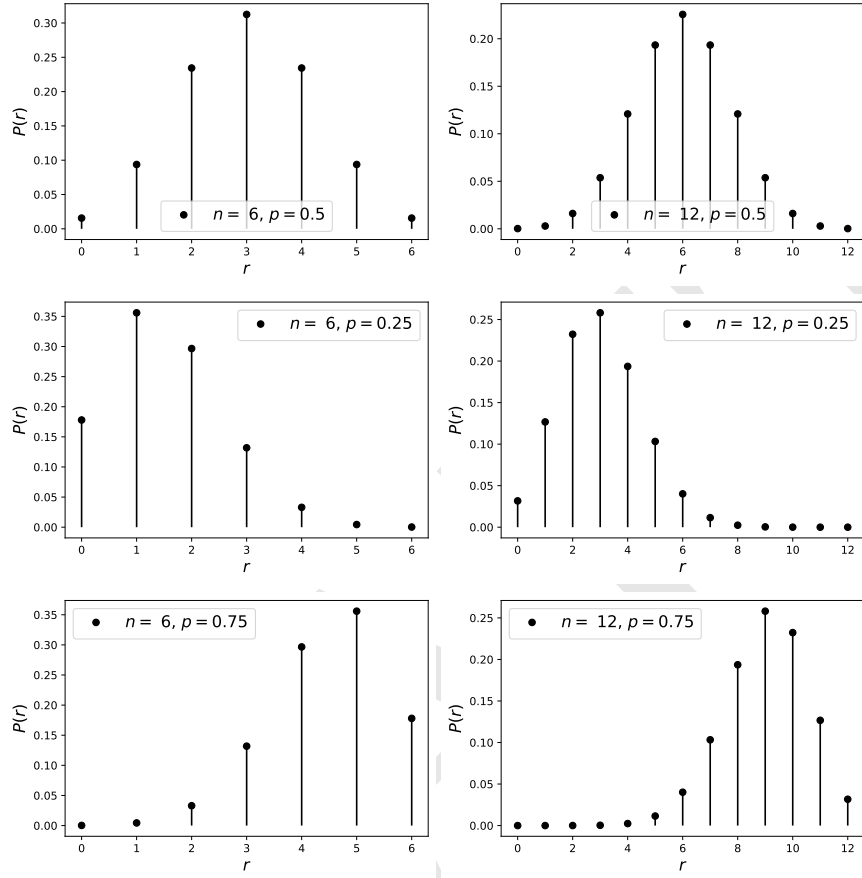 0.30
0.25
0.20
0.15
0.10
0.05
0.00
P(r)
n = 6, p = 0.5
0 1 2 3 4 5 6
r
0.20
0.15
0.10
0.05
0.00
P(r)
n = 12, p = 0.5
0 2 4 6 8 10 12
r
0.35
0.30
0.25
0.20
0.15
0.10
0.05
0.00
P(r)
n = 6, p = 0.25
0 1 2 3 4 5 6
r
0.25
0.20
0.15
0.10
0.05
0.00
P(r)
n = 12, p = 0.25
0 2 4 6 8 10 12
r
0.35
0.30
0.25
0.20
0.15
0.10
0.05
0.00
P(r)
n = 6, p = 0.75
0 1 2 3 4 5 6
r
0.25
0.20
0.15
0.10
0.05
0.00
P(r)
n = 12, p = 0.75
0 2 4 6 8 10 12
r